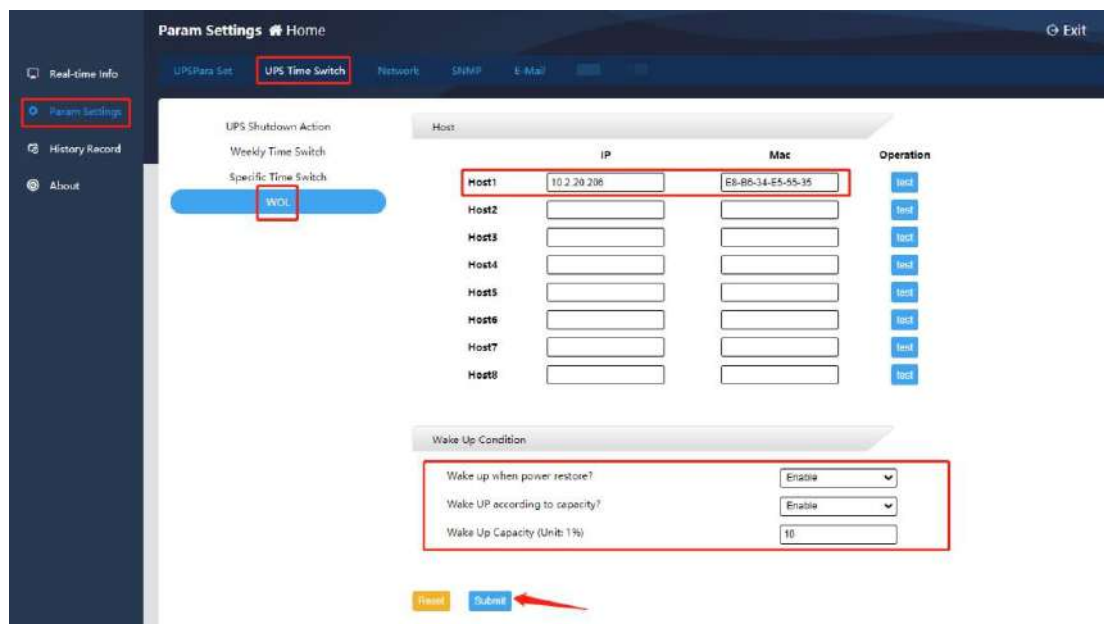 Param Settings Home
Exit
Real-time Info
Param Settings
History Record
About
UPSPara Set UPS Time Switch Network SNMP E-Mail
UPS Shutdown Action
Weekly Time Switch
Specific Time Switch
WOL
Host
IP Mac Operation
Host1 10.2.20.206 E8-B6-34-E5-55-35 test
Host2 test
Host3 test
Host4 test
Host5 test
Host6 test
Host7 test
Host8 test
Wake Up Condition
Wake up when power restore? Enable
Wake UP according to capacity? Enable
Wake Up Capacity (Unit: 1%) 10
Reset Submit